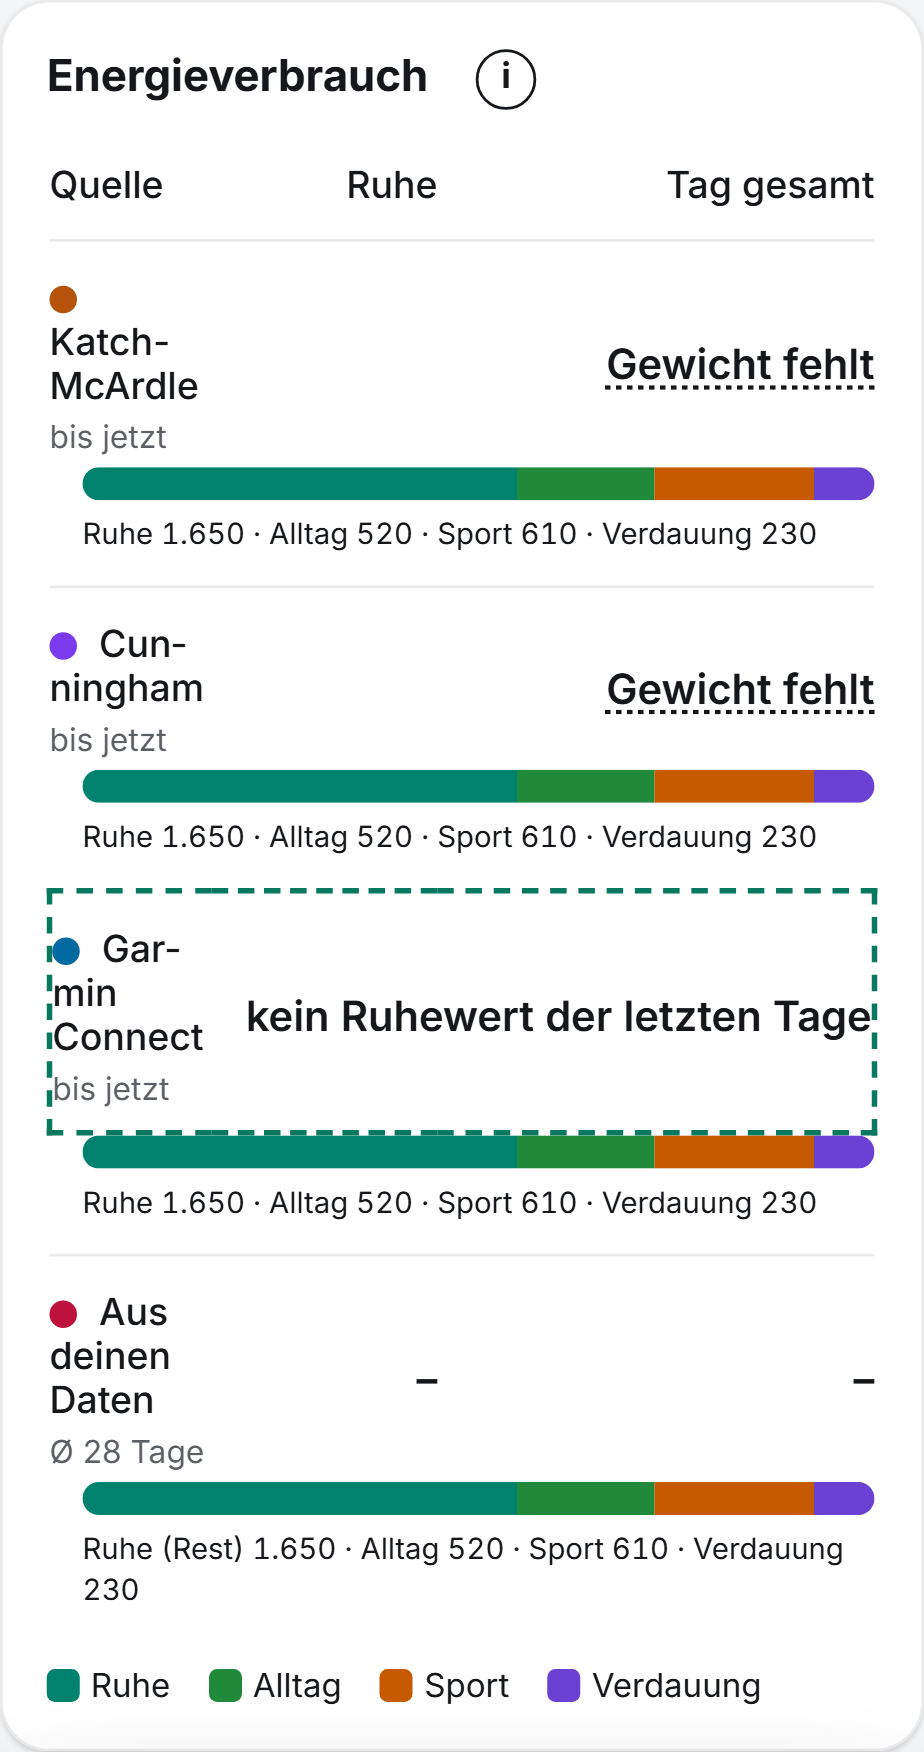 Energieverbrauch i
Quelle Ruhe Tag gesamt
Katch-
McArdle
Gewicht fehlt
bis jetzt
Ruhe 1.650 · Alltag 520 · Sport 610 · Verdauung 230
Cun-
ningham
Gewicht fehlt
bis jetzt
Ruhe 1.650 · Alltag 520 · Sport 610 · Verdauung 230
Gar-
min
Connect
kein Ruhewert der letzten Tage
bis jetzt
Ruhe 1.650 · Alltag 520 · Sport 610 · Verdauung 230
Aus
deinen
Daten
– –
Ø 28 Tage
Ruhe (Rest) 1.650 · Alltag 520 · Sport 610 · Verdauung
230
Ruhe Alltag Sport Verdauung